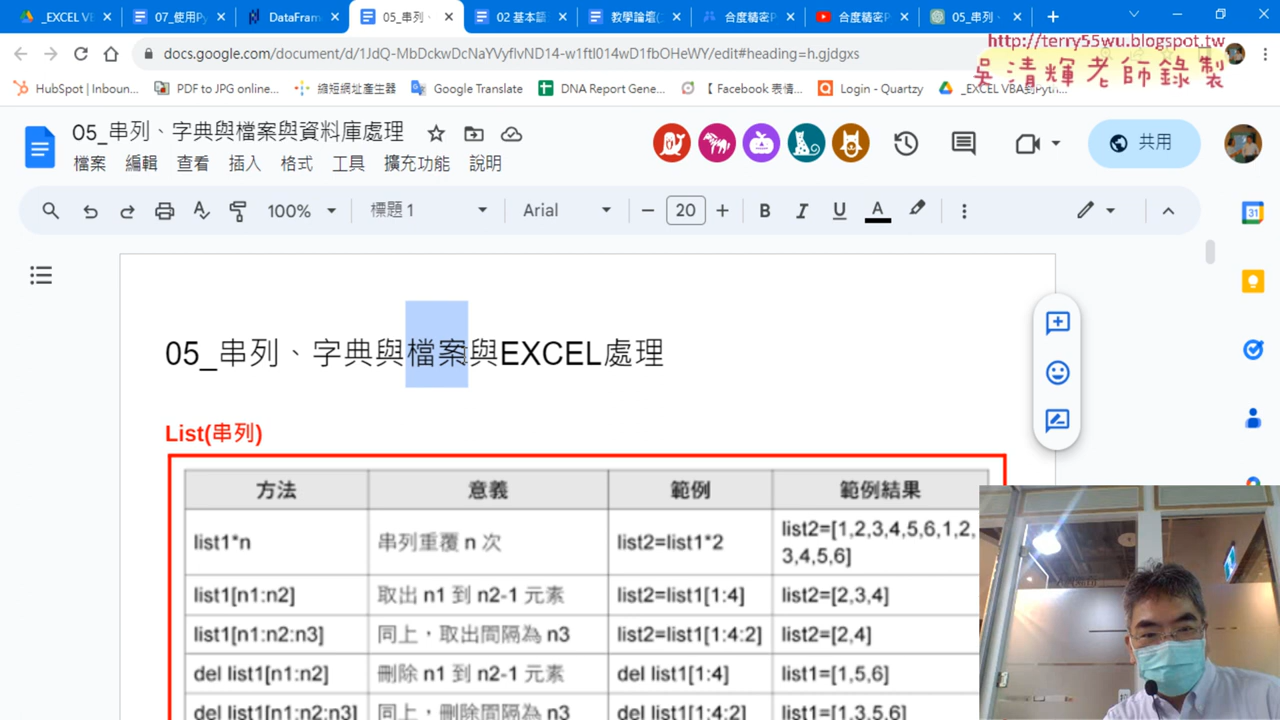 _EXCEL VB
07_使用Py
DataFram
05_串列、
02 基本語
教學論壇(
合度精密P
合度精密P
05_串列、
docs.google.com/document/d/1JdQ-MhDckwDcNaYVyIvND14-w1ftI014wD1fbOHeWY/edit#heading=h.gjdgxs
http://terry55wu.blogspot.tw
吳清輝老師錄製
HubSpot | Inboun...
PDF to JPG online...
縮短網址產生器
Google Translate
DNA Report Gene...
【 Facebook 表情...
Login - Quartzy
_EXCEL VBA到Pyth...
05_串列、字典與檔案與資料庫處理
檔案 編輯 查看 插入 格式 工具 擴充功能 說明
共用
100% 標題 1 Arial 20 B I U A
31
05_串列、字典與檔案與EXCEL處理
List(串列)
方法 意義 範例 範例結果
list1*n 串列重覆 n 次 list2=list1*2 list2=[1,2,3,4,5,6,1,2,
3,4,5,6]
list1[n1:n2] 取出 n1 到 n2-1 元素 list2=list1[1:4] list2=[2,3,4]
list1[n1:n2:n3] 同上，取出間隔為 n3 list2=list1[1:4:2] list2=[2,4]
del list1[n1:n2] 刪除 n1 到 n2-1 元素 del list1[1:4] list1=[1,5,6]
del list1[n1:n2:n3] 同上，刪除間隔為 n3 del list1[1:4:2] list1=[1,3,5,6]